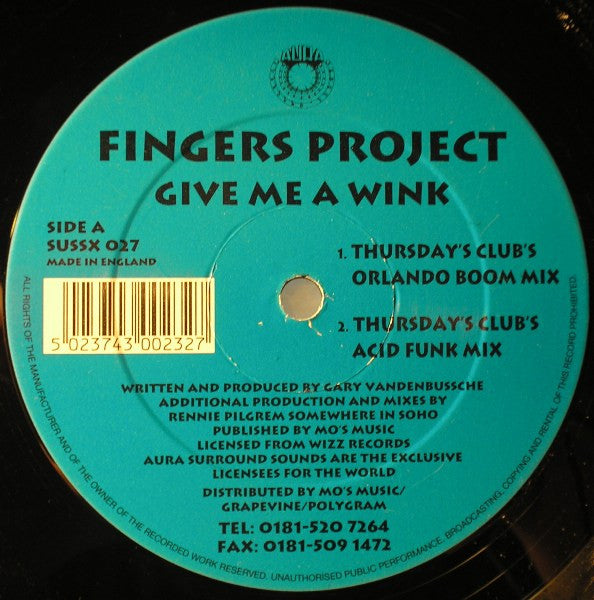 AURA
FINGERS PROJECT
GIVE ME A WINK
SIDE A
SUSSX 027
MADE IN ENGLAND
5 023743 002327
1. THURSDAY'S CLUB'S
ORLANDO BOOM MIX
2. THURSDAY'S CLUB'S
ACID FUNK MIX
WRITTEN AND PRODUCED BY GARY VANDENBUSSCHE
ADDITIONAL PRODUCTION AND MIXES BY
RENNIE PILGREM SOMEWHERE IN SOHO
PUBLISHED BY MO'S MUSIC
LICENSED FROM WIZZ RECORDS
AURA SURROUND SOUNDS ARE THE EXCLUSIVE
LICENSEES FOR THE WORLD
DISTRIBUTED BY MO'S MUSIC/
GRAPEVINE/POLYGRAM
TEL: 0181-520 7264
FAX: 0181-509 1472
ALL RIGHTS OF THE MANUFACTURER AND OF THE OWNER OF THE RECORDED WORK RESERVED. UNAUTHORISED PUBLIC PERFORMANCE, BROADCASTING, COPYING AND RENTAL OF THIS RECORD PROHIBITED.